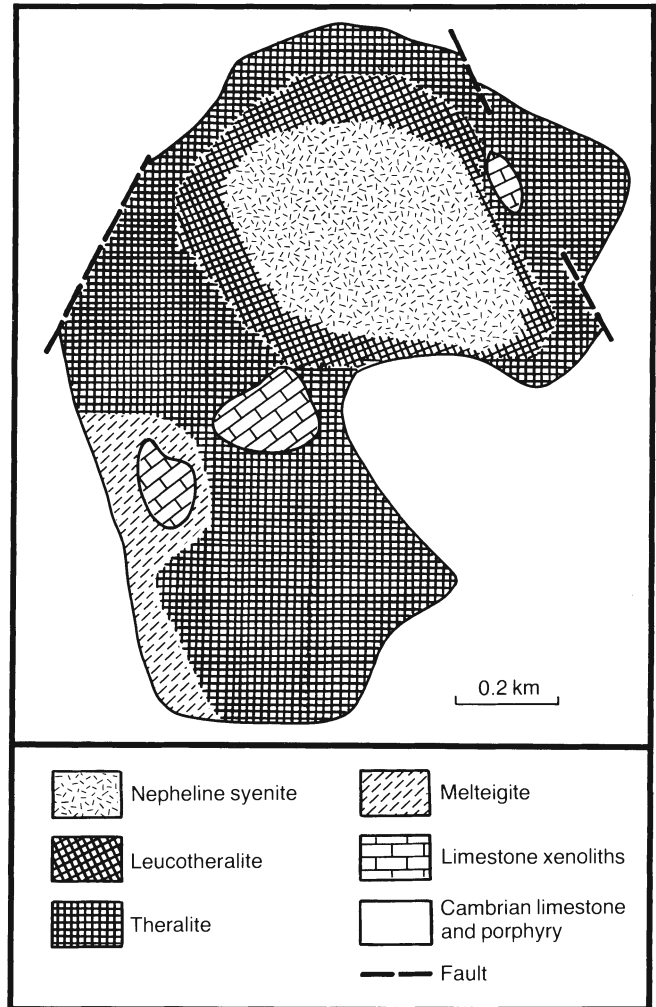 0.2 km
Nepheline syenite
Leucotheralite
Theralite
Melteigite
Limestone xenoliths
Cambrian limestone
and porphyry
Fault